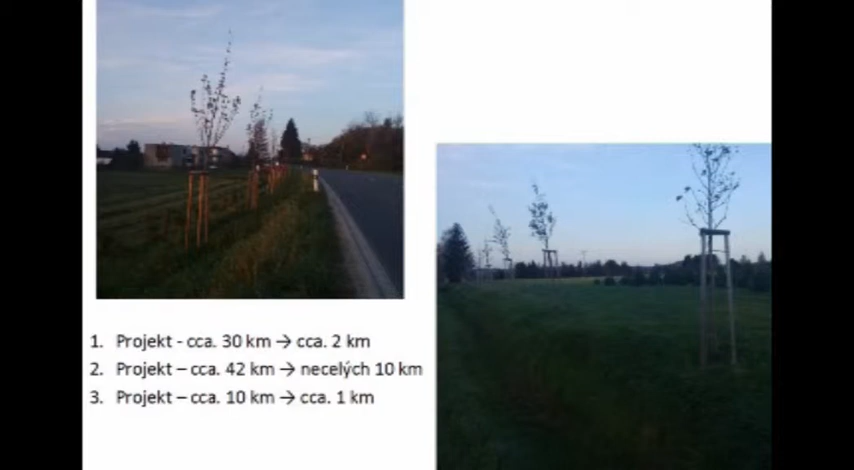 1. Projekt - cca. 30 km → cca. 2 km
2. Projekt – cca. 42 km → necelých 10 km
3. Projekt – cca. 10 km → cca. 1 km